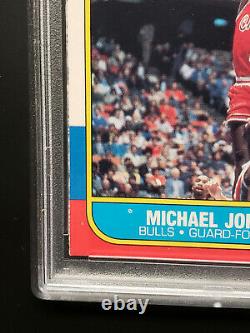 MICHAEL JO
BULLS • GUARD-FO